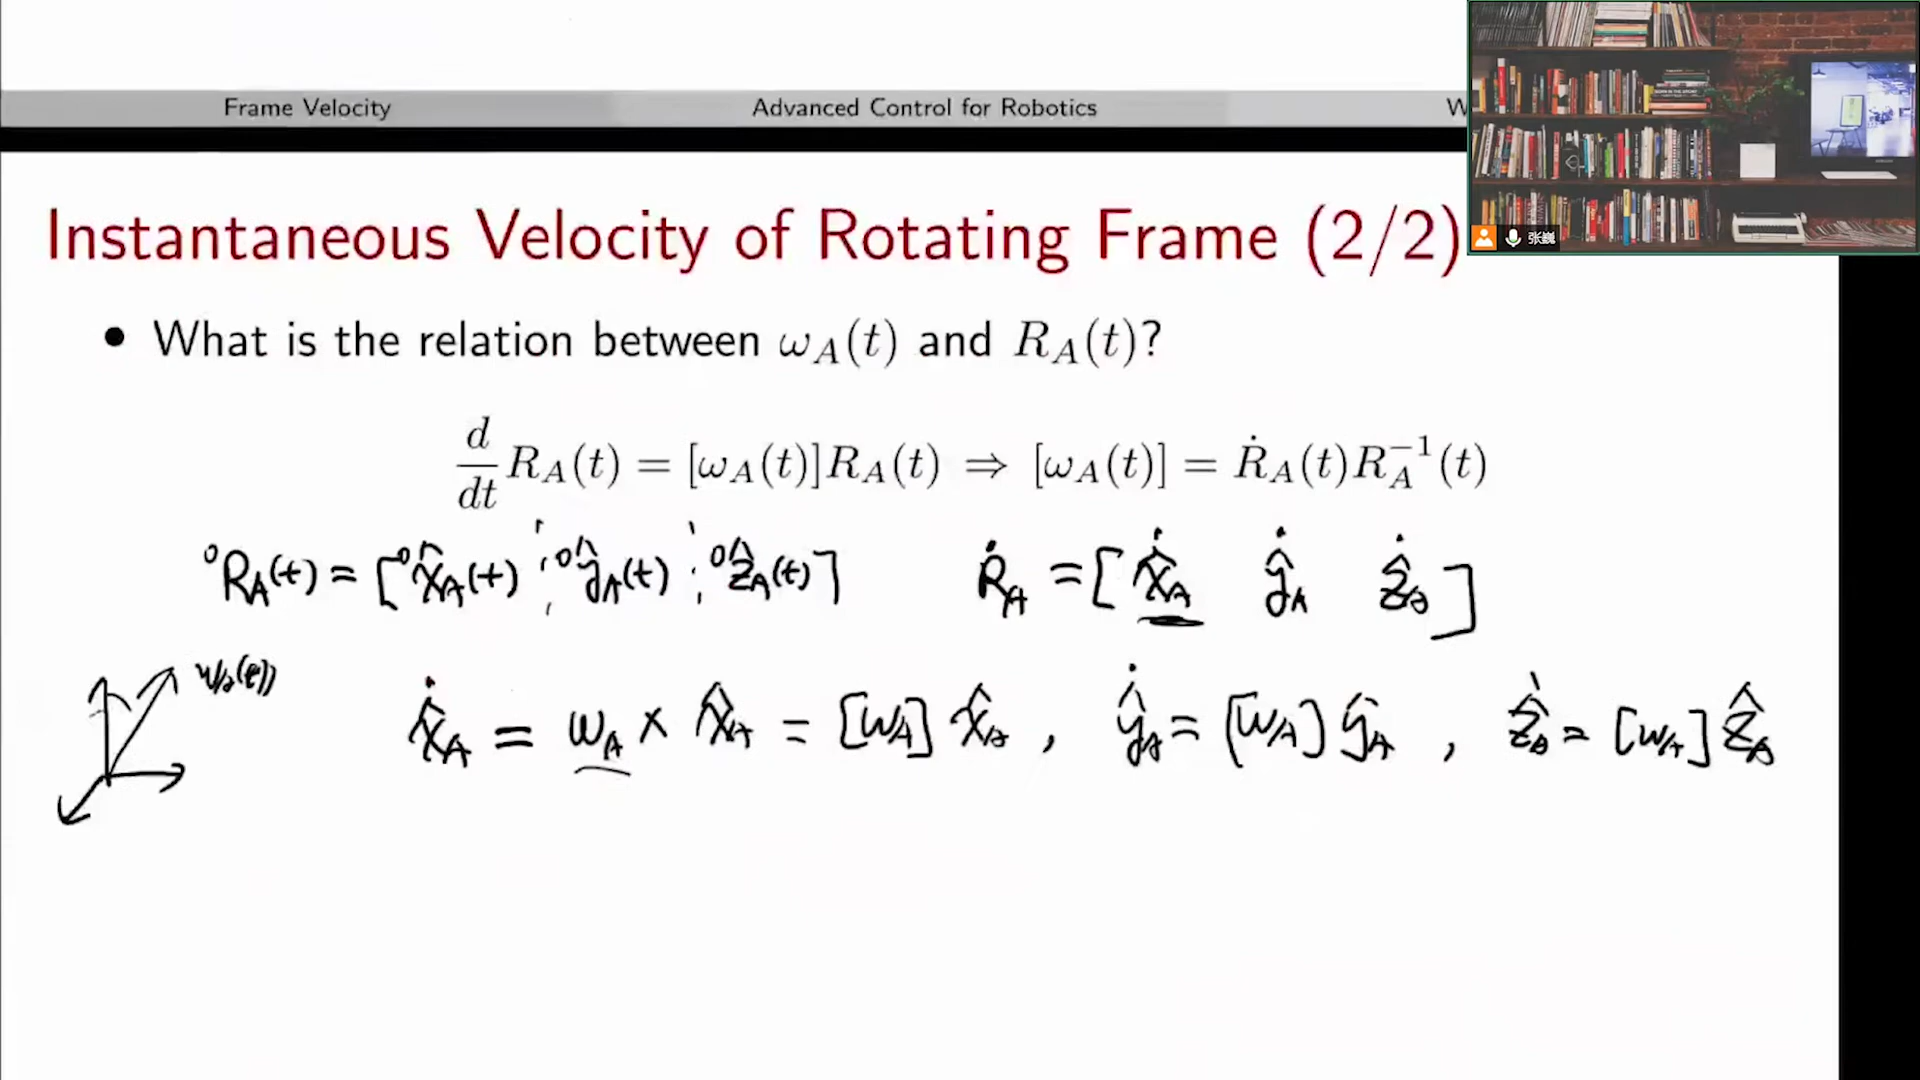 Frame Velocity Advanced Control for Robotics W
张巍
Instantaneous Velocity of Rotating Frame (2/2)
• What is the relation between ω_A(t) and R_A(t)?
d/dt R_A(t) = [ω_A(t)]R_A(t) ⇒ [ω_A(t)] = Ṙ_A(t)R_A^{-1}(t)
⁰R_A(t) = [⁰x̂_A(t) ⋮ ⁰ŷ_A(t) ⋮ ⁰ẑ_A(t)] Ṙ_A = [ẋ̂_A ẏ̂_A ż̂_A]
ω_A(t) ẋ̂_A = ω_A × x̂_A = [ω_A] x̂_A , ẏ̂_A = [ω_A] ŷ_A , ż̂_A = [ω_A] ẑ_A